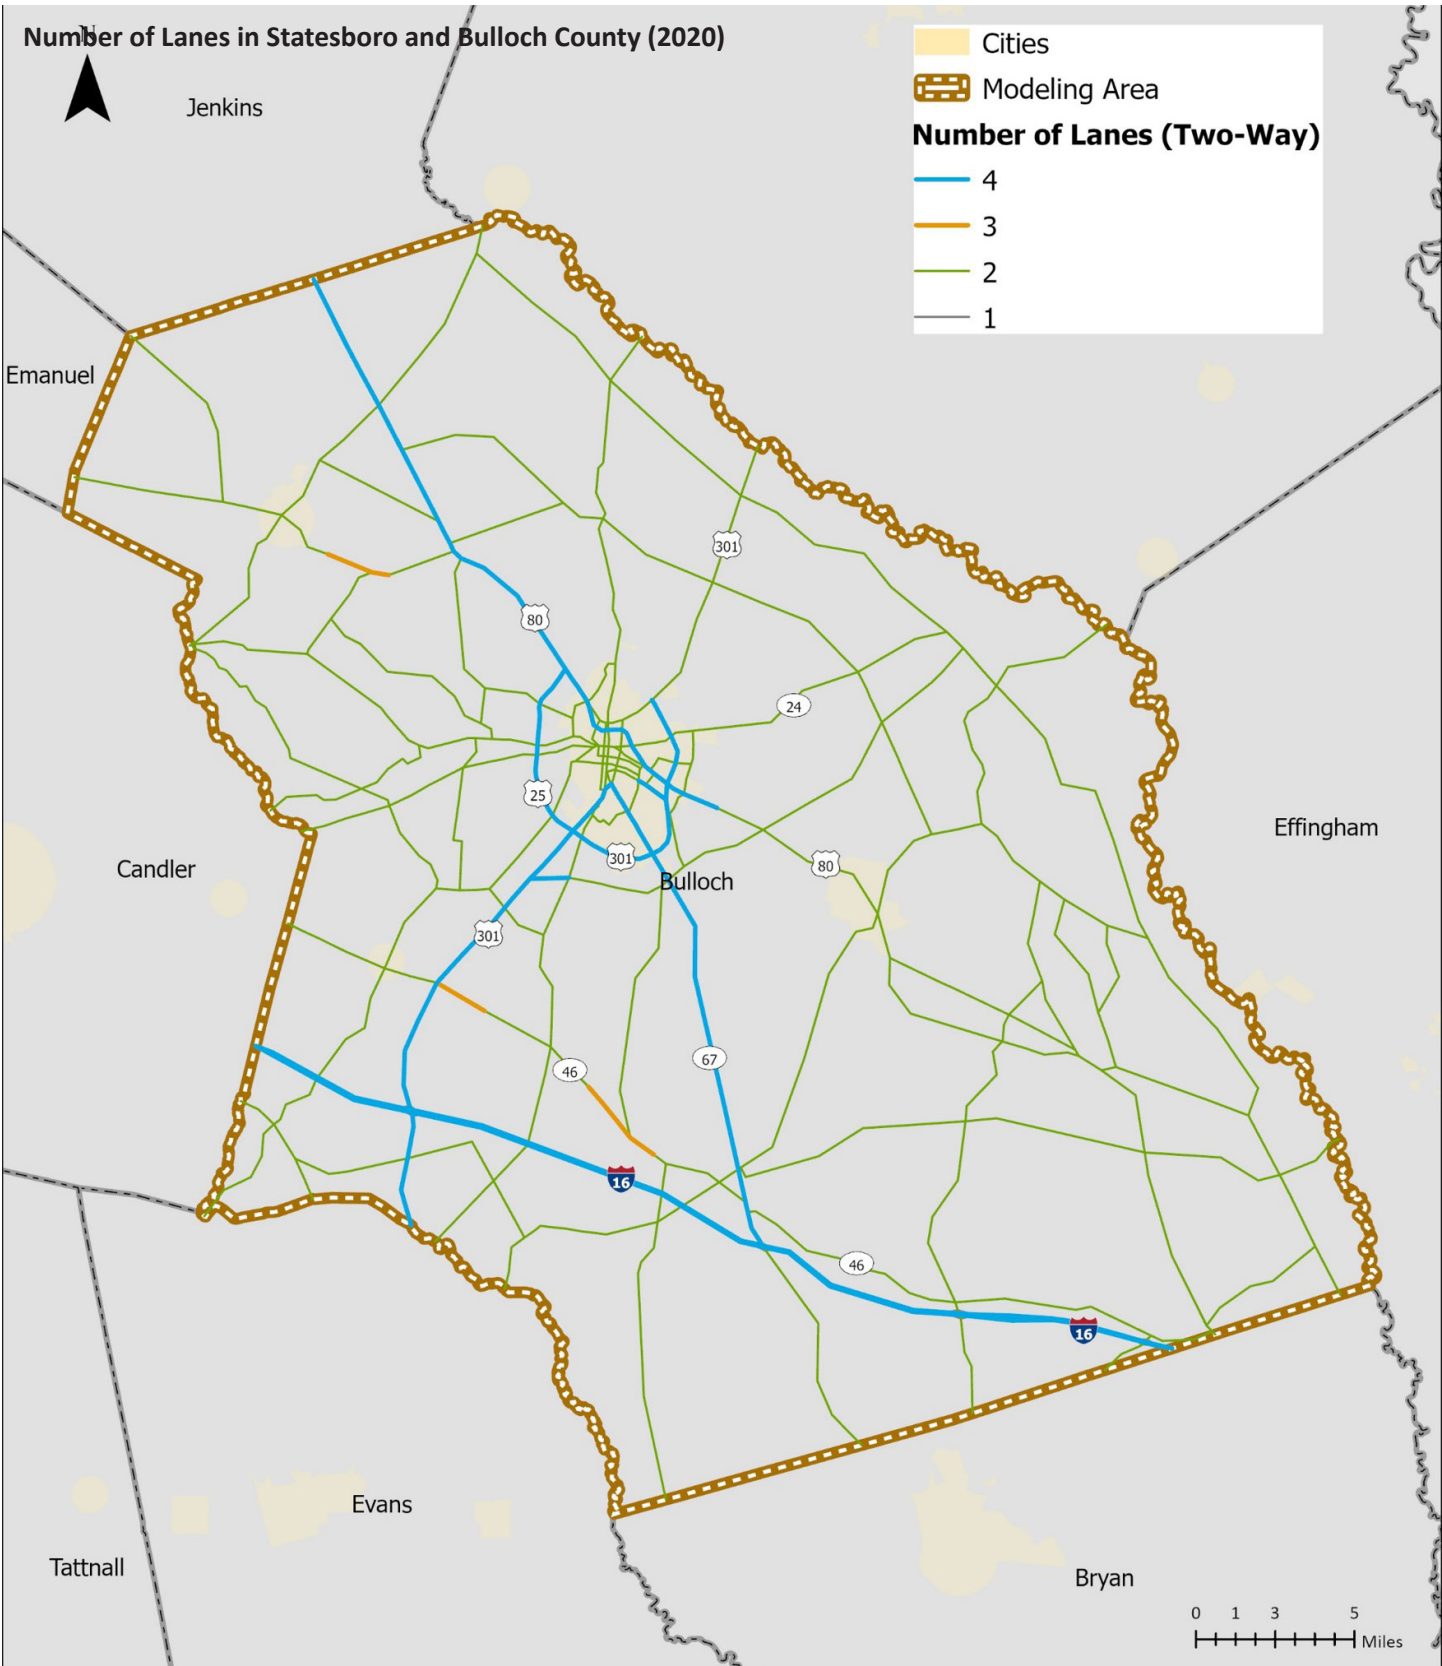 Number of Lanes in Statesboro and Bulloch County (2020)
N
Cities
Modeling Area
Number of Lanes (Two-Way)
4
3
2
1
Jenkins
Emanuel
301
80
24
25
Effingham
301
80
Candler
Bulloch
301
67
46
16
46
16
Evans
Tattnall
Bryan
0 1 3 5
Miles